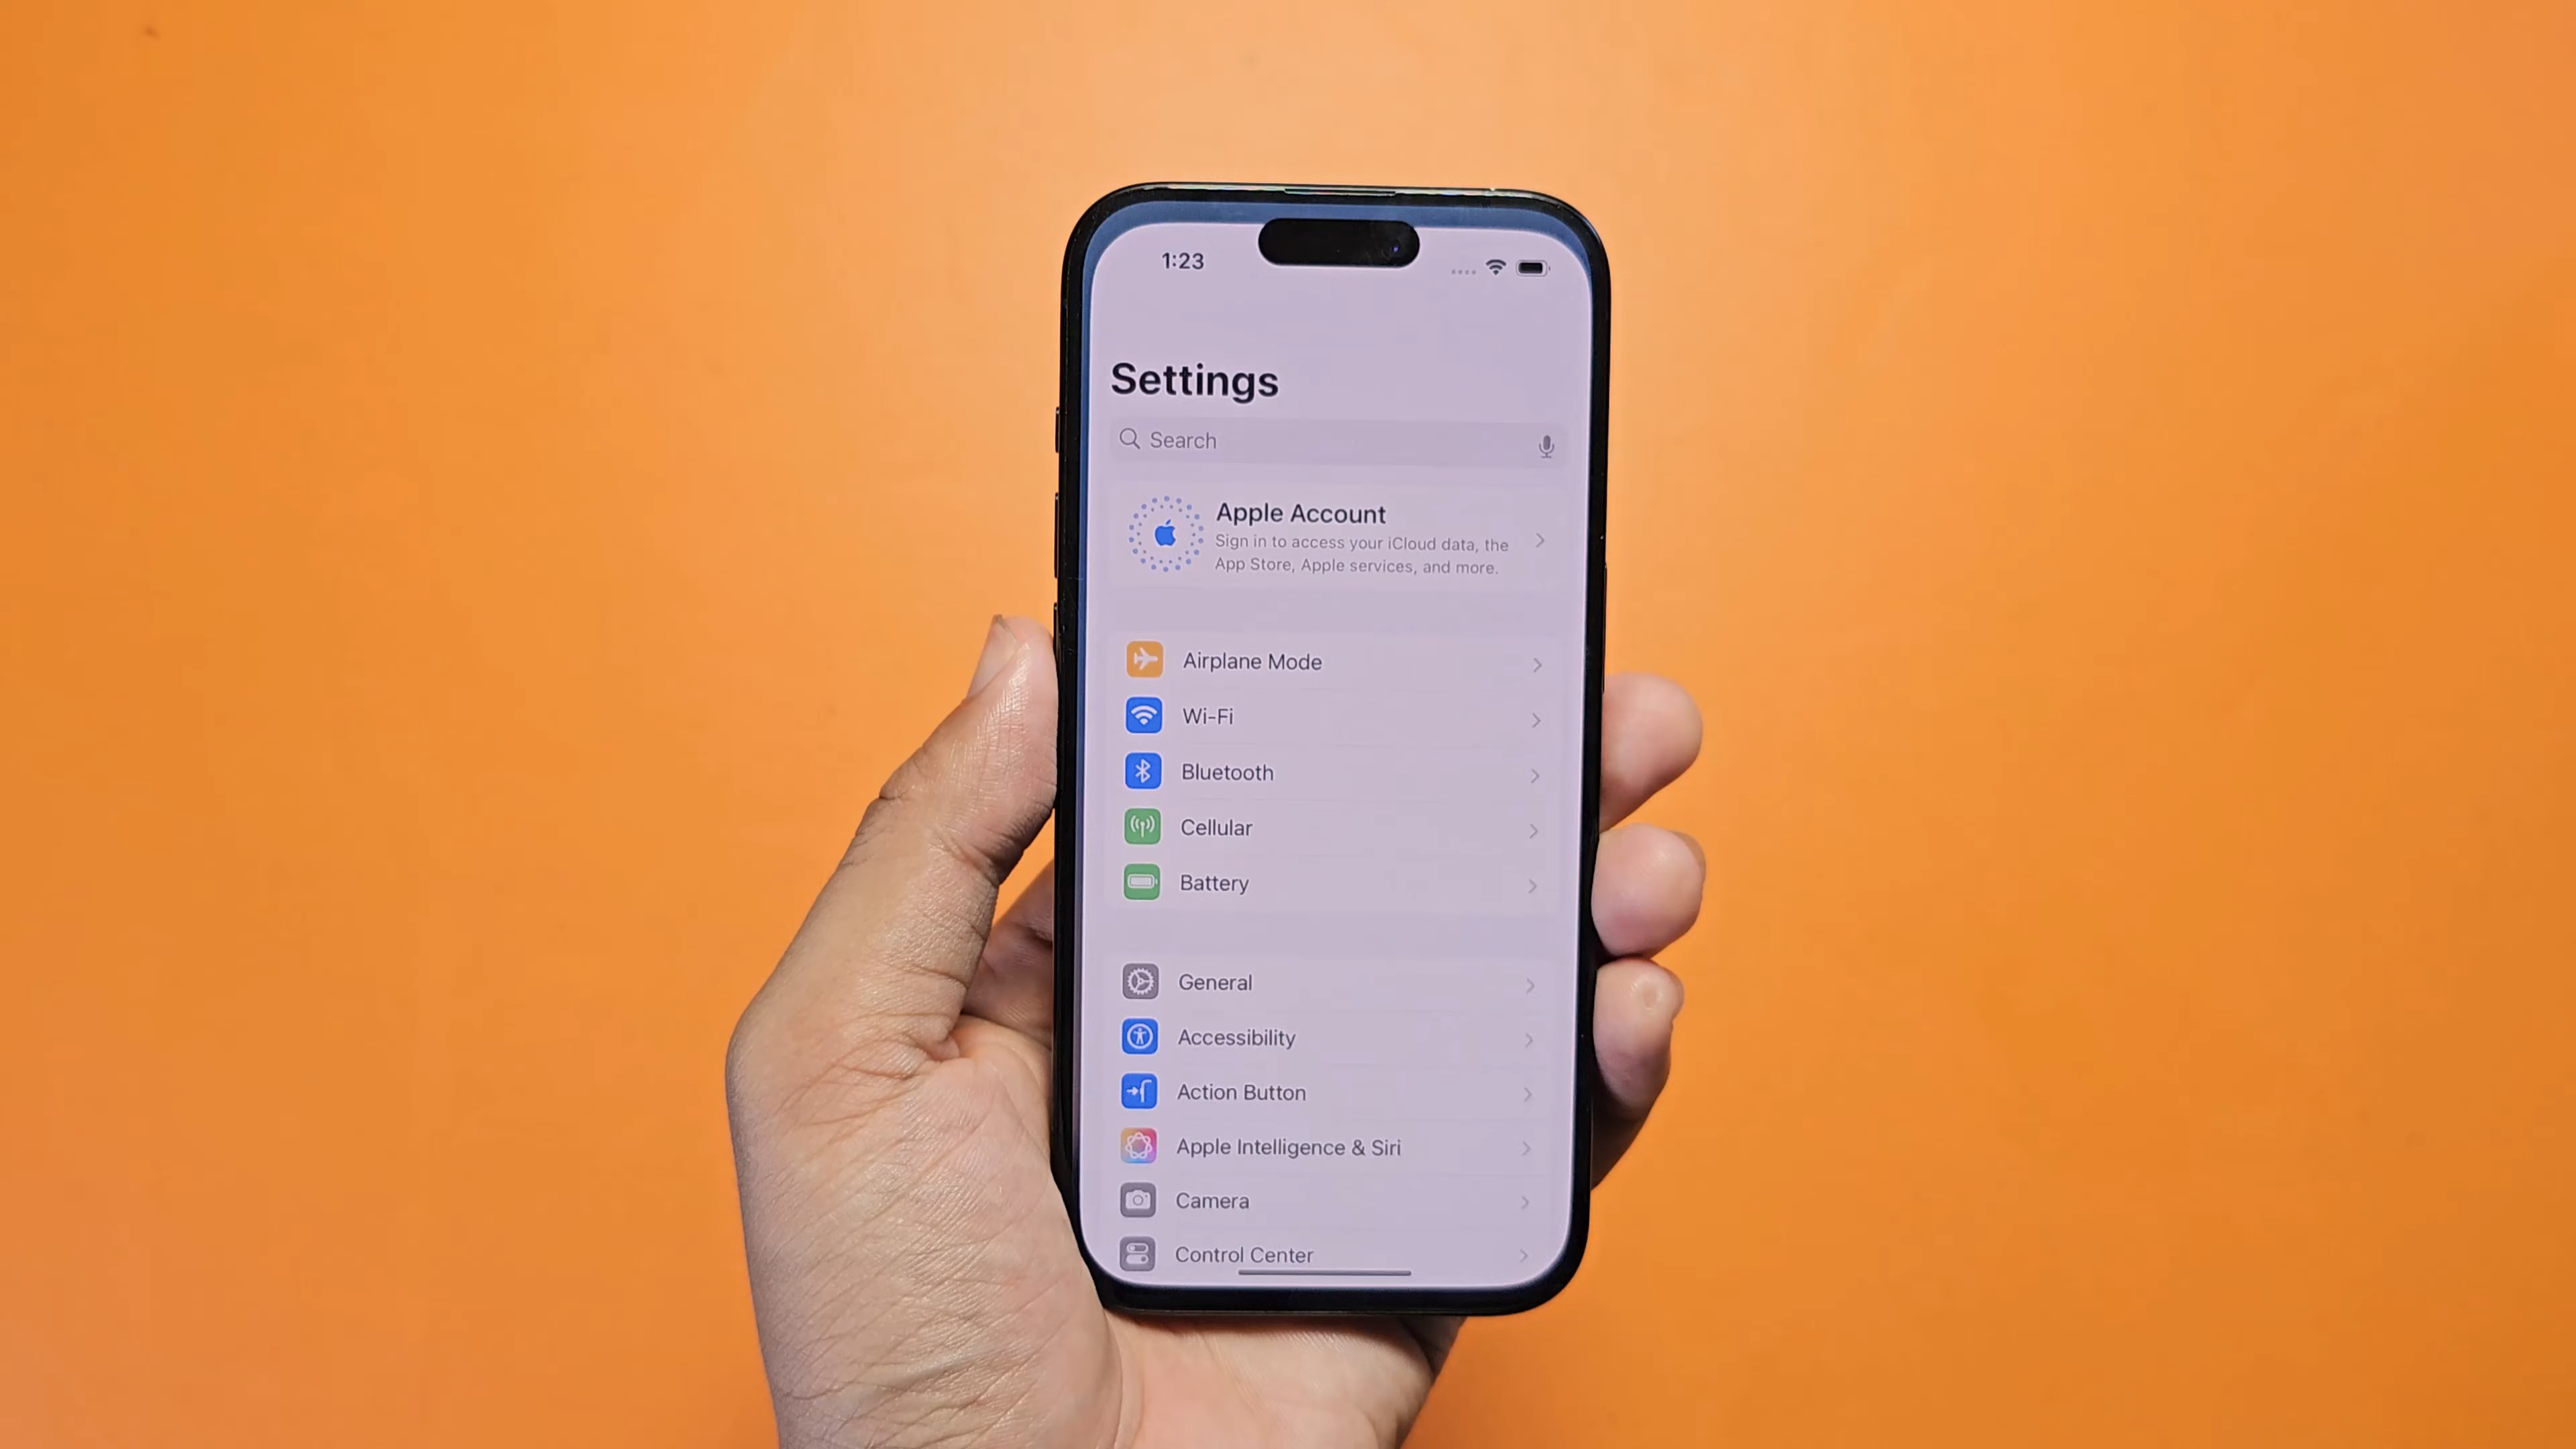 1:23
Settings
Search
Apple Account
Sign in to access your iCloud data, the
App Store, Apple services, and more.
Airplane Mode
Wi-Fi
Bluetooth
Cellular
Battery
General
Accessibility
Action Button
Apple Intelligence & Siri
Camera
Control Center